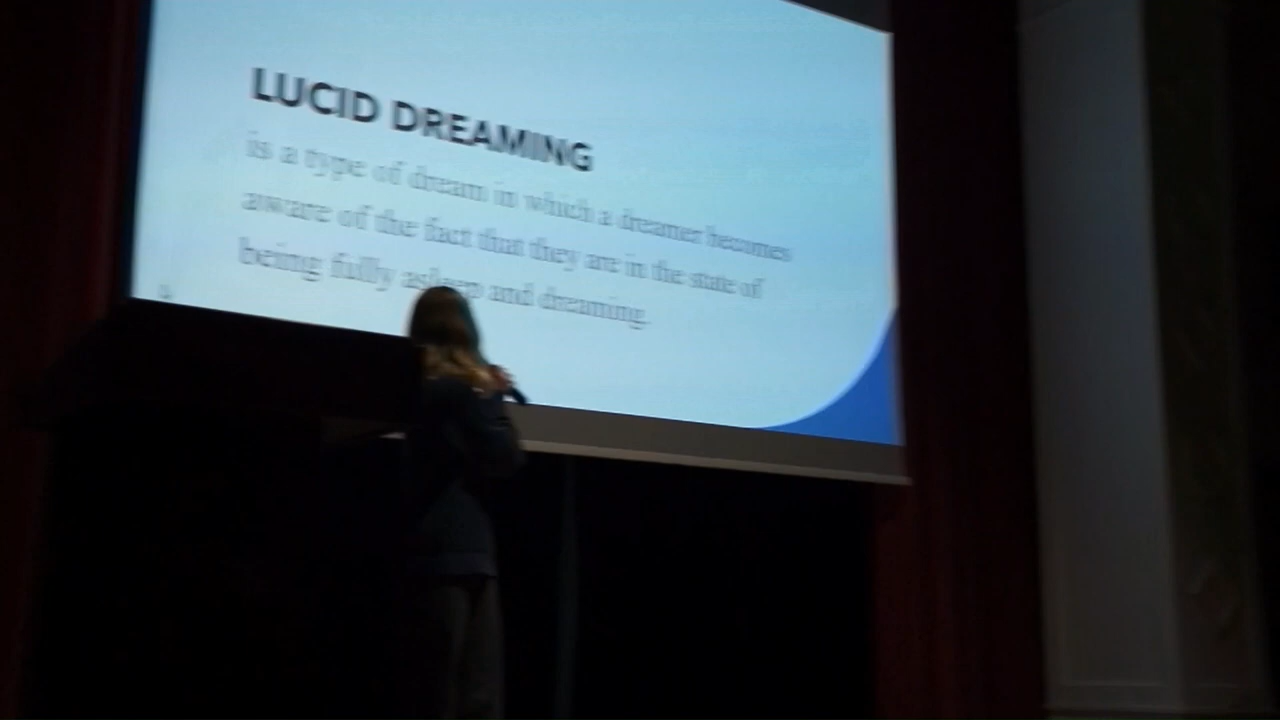 LUCID DREAMING
is a type of dream in which a dreamer becomes
aware of the fact that they are in the state of
being fully asleep and dreaming.